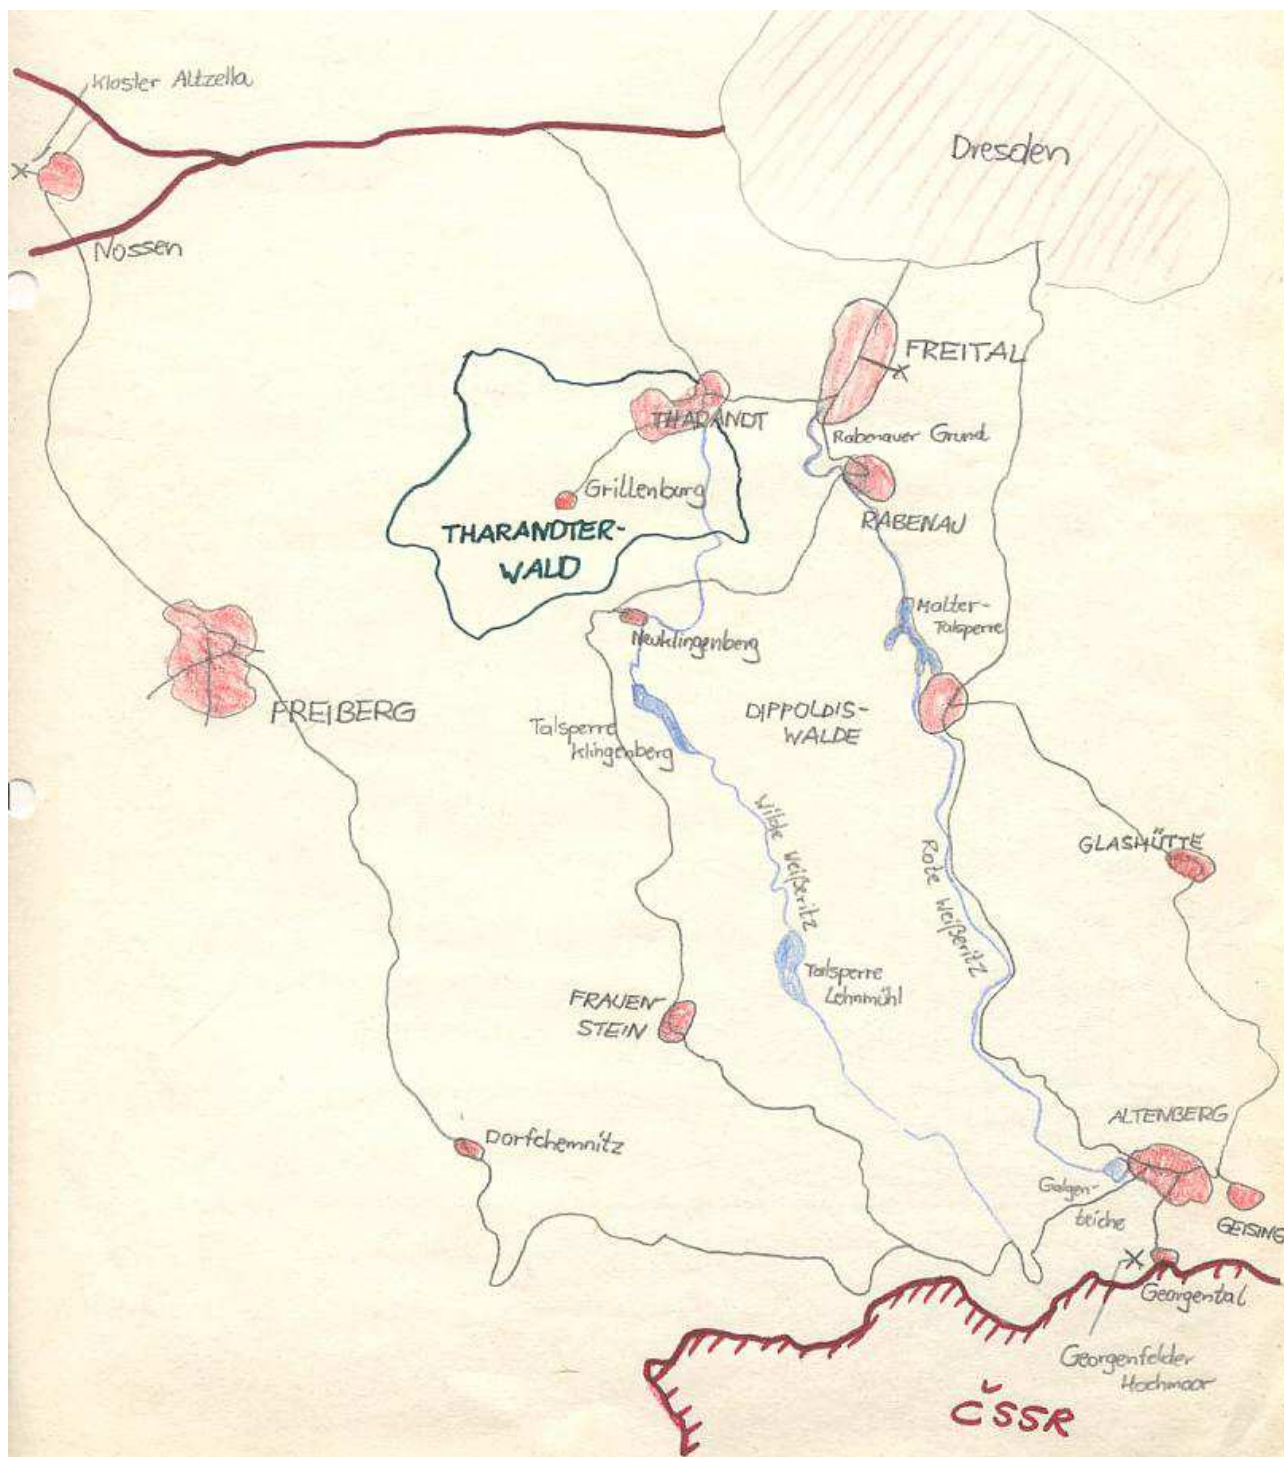 Kloster Altzella
Dresden
Nossen
FREITAL
THARANDT
Rabenauer Grund
Grillenburg
RABENAU
THARANDTER-
WALD
Malter-
Talsperre
Neuklingenberg
FREIBERG
DIPPOLDIS-
WALDE
Talsperre
Klingenberg
Wilde Weißeritz
GLASHÜTTE
Rote Weißeritz
Talsperre
Lehnmühl
FRAUEN-
STEIN
ALTENBERG
Dorfchemnitz
Galgen-
teiche
GEISING
Georgental
Georgenfelder
Hochmoor
ČSSR